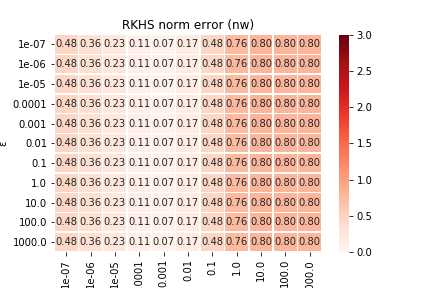 RKHS norm error (nw)
1e-07 0.48 0.36 0.23 0.11 0.07 0.17 0.48 0.76 0.80 0.80 0.80
1e-06 0.48 0.36 0.23 0.11 0.07 0.17 0.48 0.76 0.80 0.80 0.80
1e-05 0.48 0.36 0.23 0.11 0.07 0.17 0.48 0.76 0.80 0.80 0.80
0.0001 0.48 0.36 0.23 0.11 0.07 0.17 0.48 0.76 0.80 0.80 0.80
0.001 0.48 0.36 0.23 0.11 0.07 0.17 0.48 0.76 0.80 0.80 0.80
0.01 0.48 0.36 0.23 0.11 0.07 0.17 0.48 0.76 0.80 0.80 0.80
0.1 0.48 0.36 0.23 0.11 0.07 0.17 0.48 0.76 0.80 0.80 0.80
1.0 0.48 0.36 0.23 0.11 0.07 0.17 0.48 0.76 0.80 0.80 0.80
10.0 0.48 0.36 0.23 0.11 0.07 0.17 0.48 0.76 0.80 0.80 0.80
100.0 0.48 0.36 0.23 0.11 0.07 0.17 0.48 0.76 0.80 0.80 0.80
1000.0 0.48 0.36 0.23 0.11 0.07 0.17 0.48 0.76 0.80 0.80 0.80
ε
1e-07 1e-06 1e-05 0001 0.001 0.01 0.1 1.0 10.0 100.0 000.0
3.0
2.5
2.0
1.5
1.0
0.5
0.0